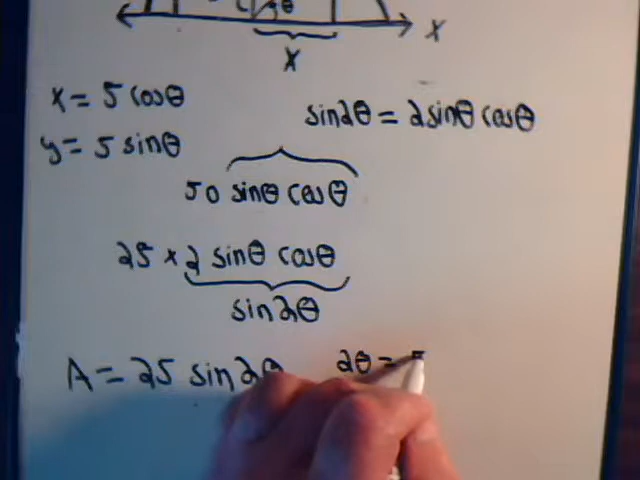 θ
x
x
x = 5 cosθ
sin2θ = 2sinθ cosθ
y = 5 sinθ
50 sinθ cosθ
25 × 2 sinθ cosθ
sin2θ
A = 25 sin2θ
2θ =